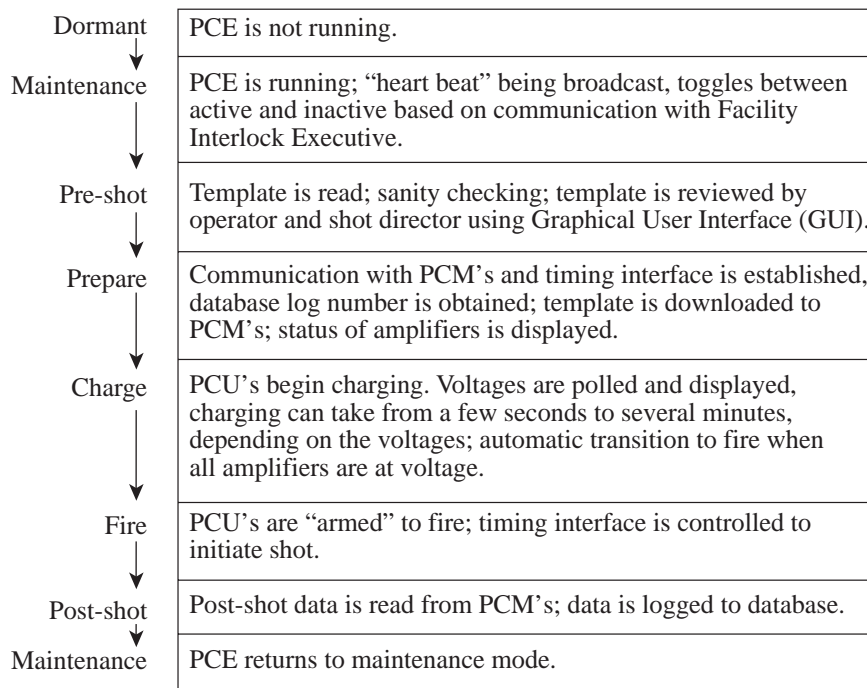 Dormant
PCE is not running.
Maintenance
PCE is running; “heart beat” being broadcast, toggles between
active and inactive based on communication with Facility
Interlock Executive.
Pre-shot
Template is read; sanity checking; template is reviewed by
operator and shot director using Graphical User Interface (GUI).
Prepare
Communication with PCM’s and timing interface is established,
database log number is obtained; template is downloaded to
PCM’s; status of amplifiers is displayed.
Charge
PCU’s begin charging. Voltages are polled and displayed,
charging can take from a few seconds to several minutes,
depending on the voltages; automatic transition to fire when
all amplifiers are at voltage.
Fire
PCU’s are “armed” to fire; timing interface is controlled to
initiate shot.
Post-shot
Post-shot data is read from PCM’s; data is logged to database.
Maintenance
PCE returns to maintenance mode.